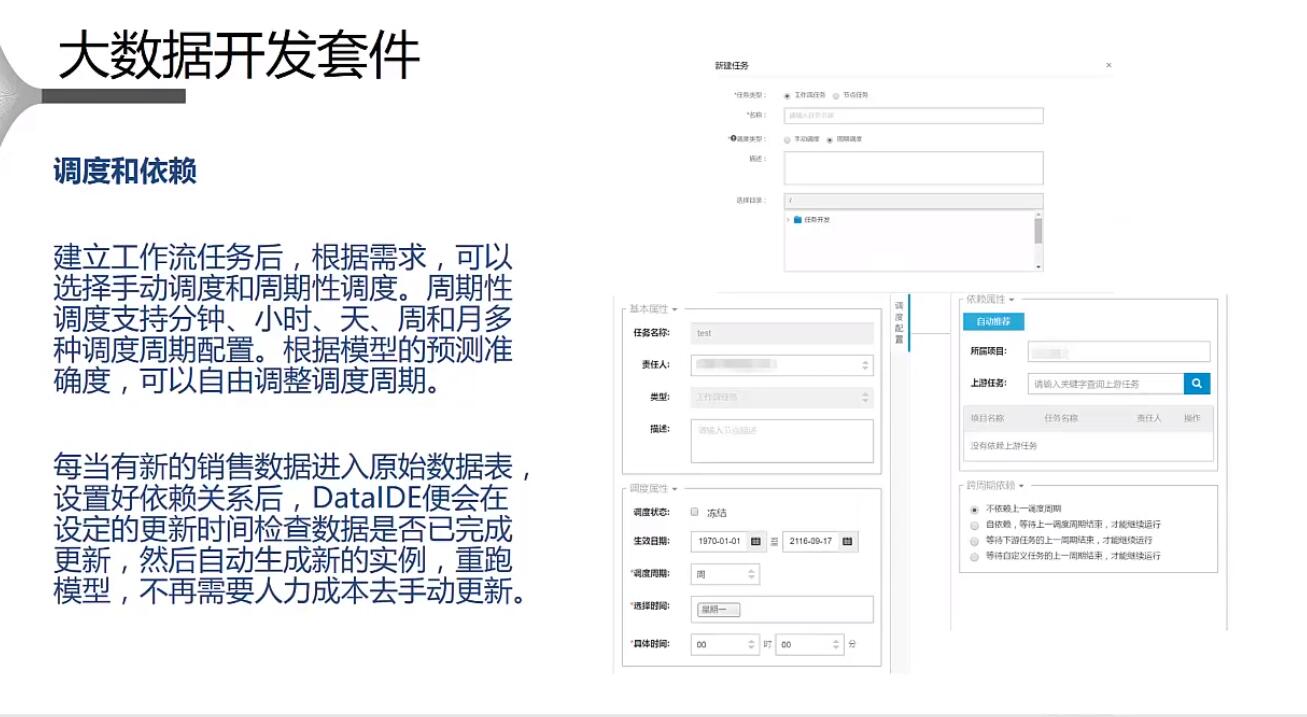 大数据开发套件
调度和依赖
建立工作流任务后，根据需求，可以
选择手动调度和周期性调度。周期性
调度支持分钟、小时、天、周和月多
种调度周期配置。根据模型的预测准
确度，可以自由调整调度周期。
每当有新的销售数据进入原始数据表，
设置好依赖关系后，DataIDE便会在
设定的更新时间检查数据是否已完成
更新，然后自动生成新的实例，重跑
模型，不再需要人力成本去手动更新。
新建任务 ×
*任务类型： 工作流任务 节点任务
*名称： 请输入任务名称
*调度类型： 手动调度 周期调度
描述：
选择目录： /
任务开发
基本属性
任务名称: test
责任人:
类型: 工作流任务
描述: 请输入节点描述
调度属性
调度状态: 冻结
生效日期: 1970-01-01 至 2116-09-17
*调度周期: 周
*选择时间: 星期一
*具体时间: 00 时 00 分
调度配置
依赖属性
自动推荐
所属项目:
上游任务: 请输入关键字查询上游任务
项目名称 任务名称 责任人 操作
没有依赖上游任务
跨周期依赖
不依赖上一调度周期
自依赖，等待上一调度周期结束，才能继续运行
等待下游任务的上一周期结束，才能继续运行
等待自定义任务的上一周期结束，才能继续运行